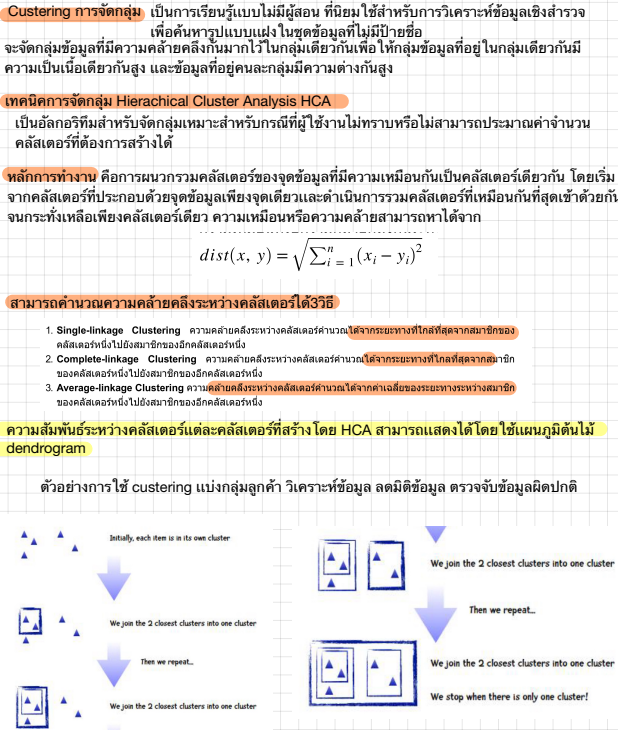 Custering การจัดกลุ่ม เป็นการเรียนรู้แบบไม่มีผู้สอน ที่นิยมใช้สำหรับการวิเคราะห์ข้อมูลเชิงสำรวจ
เพื่อค้นหารูปแบบแฝงในชุดข้อมูลที่ไม่มีป้ายชื่อ
จะจัดกลุ่มข้อมูลที่มีความคล้ายคลึงกันมากไว้ในกลุ่มเดียวกันเพื่อให้กลุ่มข้อมูลที่อยู่ในกลุ่มเดียวกันมี
ความเป็นเนื้อเดียวกันสูง และข้อมูลที่อยู่คนละกลุ่มมีความต่างกันสูง
เทคนิคการจัดกลุ่ม Hierachical Cluster Analysis HCA
เป็นอัลกอริทึมสำหรับจัดกลุ่มเหมาะสำหรับกรณีที่ผู้ใช้งานไม่ทราบหรือไม่สามารถประมาณค่าจำนวน
คลัสเตอร์ที่ต้องการสร้างได้
หลักการทำงาน คือการผนวกรวมคลัสเตอร์ของจุดข้อมูลที่มีความเหมือนกันเป็นคลัสเตอร์เดียวกัน โดยเริ่ม
จากคลัสเตอร์ที่ประกอบด้วยจุดข้อมูลเพียงจุดเดียวและดำเนินการรวมคลัสเตอร์ที่เหมือนกันที่สุดเข้าด้วยกัน
จนกระทั่งเหลือเพียงคลัสเตอร์เดียว ความเหมือนหรือความคล้ายสามารถหาได้จาก
dist(x, y) = √∑ⁿᵢ ₌ ₁(xᵢ − yᵢ)²
สามารถคำนวณความคล้ายคลึงระหว่างคลัสเตอร์ได้3วิธี
1. Single-linkage Clustering ความคล้ายคลึงระหว่างคลัสเตอร์คำนวณได้จากระยะทางที่ใกล้ที่สุดจากสมาชิกของ
คลัสเตอร์หนึ่งไปยังสมาชิกของอีกคลัสเตอร์หนึ่ง
2. Complete-linkage Clustering ความคล้ายคลึงระหว่างคลัสเตอร์คำนวณได้จากระยะทางที่ไกลที่สุดจากสมาชิก
ของคลัสเตอร์หนึ่งไปยังสมาชิกของอีกคลัสเตอร์หนึ่ง
3. Average-linkage Clustering ความคล้ายคลึงระหว่างคลัสเตอร์คำนวณได้จากค่าเฉลี่ยของระยะทางระหว่างสมาชิก
ของคลัสเตอร์หนึ่งไปยังสมาชิกของอีกคลัสเตอร์หนึ่ง
ความสัมพันธ์ระหว่างคลัสเตอร์แต่ละคลัสเตอร์ที่สร้างโดย HCA สามารถแสดงได้โดยใช้แผนภูมิต้นไม้
dendrogram
ตัวอย่างการใช้ custering แบ่งกลุ่มลูกค้า วิเคราะห์ข้อมูล ลดมิติข้อมูล ตรวจจับข้อมูลผิดปกติ
Initially, each item is in its own cluster
We join the 2 closest clusters into one cluster
Then we repeat...
We join the 2 closest clusters into one cluster
We join the 2 closest clusters into one cluster
Then we repeat...
We join the 2 closest clusters into one cluster
We stop when there is only one cluster!